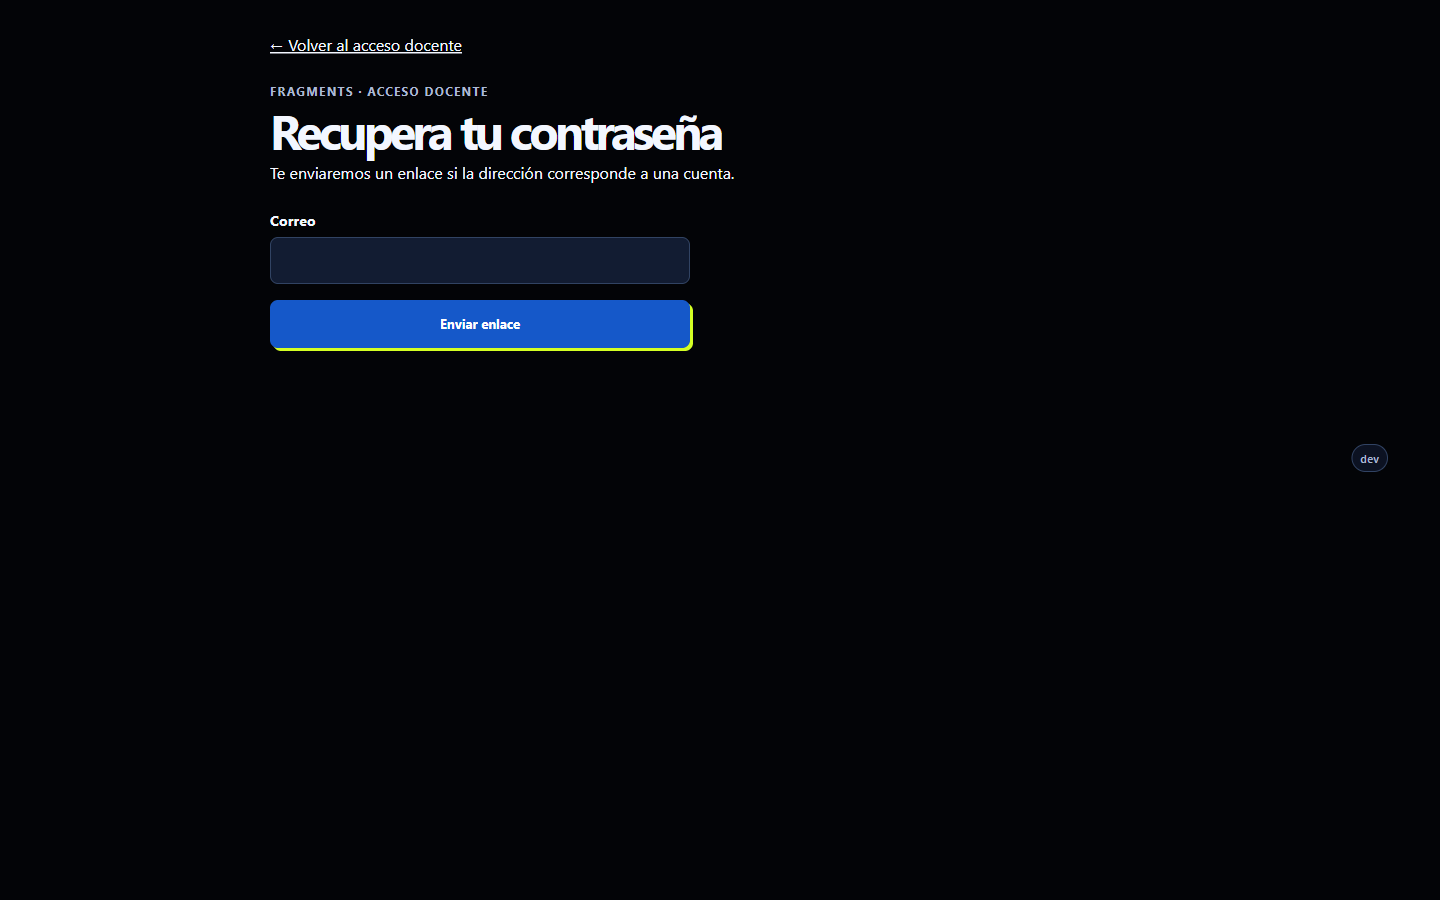 ← Volver al acceso docente
FRAGMENTS · ACCESO DOCENTE
Recupera tu contraseña
Te enviaremos un enlace si la dirección corresponde a una cuenta.
Correo
Enviar enlace
dev